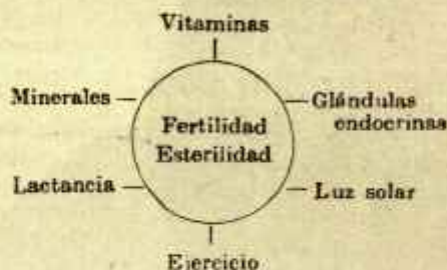 Vitaminas
Minerales
Glándulas
endocrinas
Fertilidad
Esterilidad
Lactancia
Luz solar
Ejercicio